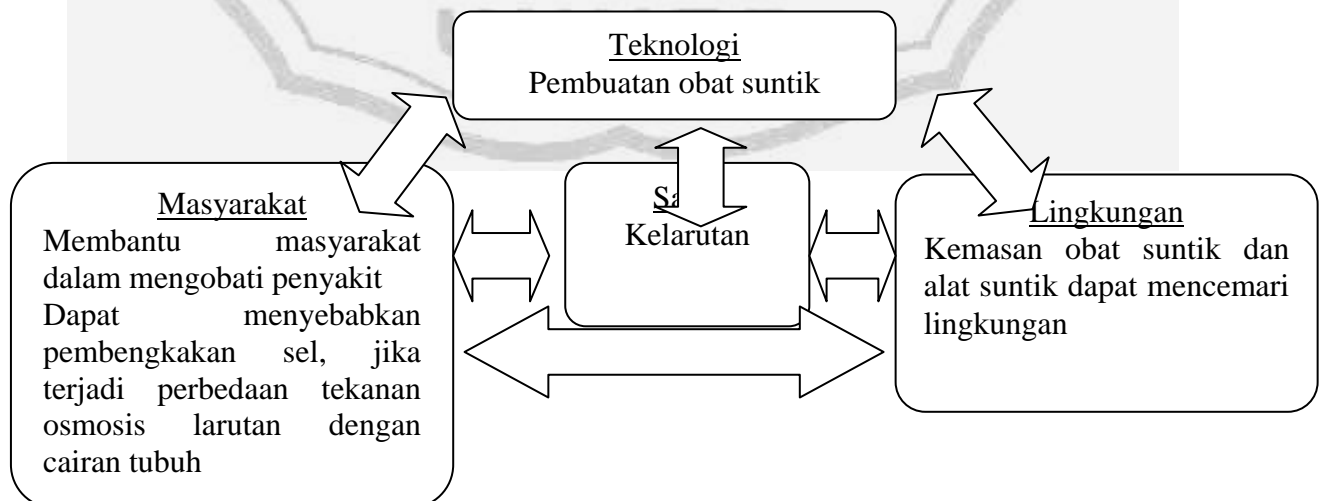 Teknologi
Pembuatan obat suntik
Masyarakat
Membantu masyarakat
dalam mengobati penyakit
Dapat menyebabkan
pembengkakan sel, jika
terjadi perbedaan tekanan
osmosis larutan dengan
cairan tubuh
Kelarutan
Lingkungan
Kemasan obat suntik dan
alat suntik dapat mencemari
lingkungan